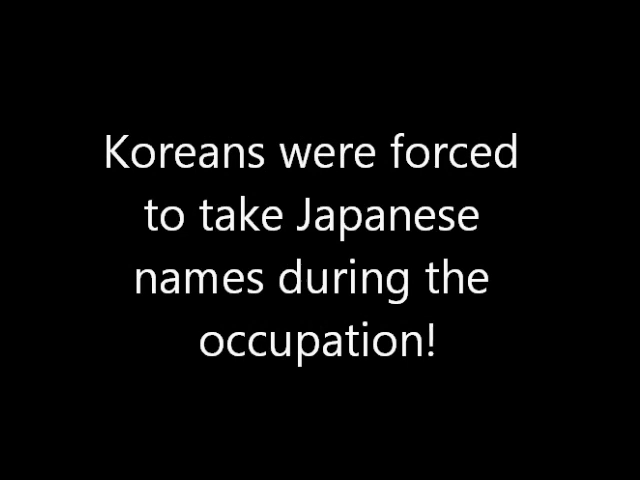 Koreans were forced
to take Japanese
names during the
occupation!